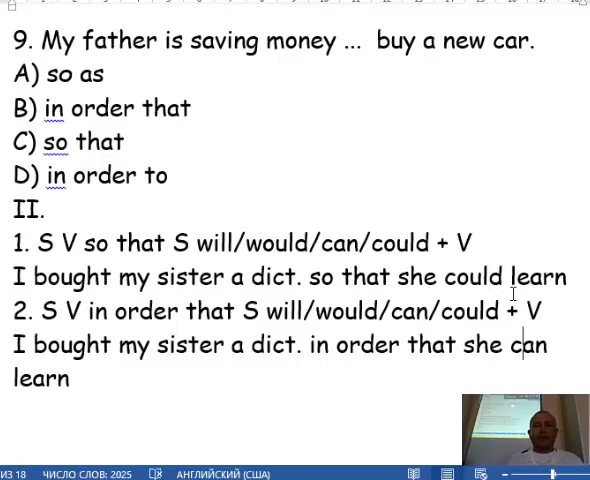 9. My father is saving money ... buy a new car.
A) so as
B) in order that
C) so that
D) in order to
II.
1. S V so that S will/would/can/could + V
I bought my sister a dict. so that she could learn
2. S V in order that S will/would/can/could + V
I bought my sister a dict. in order that she can
learn
ИЗ 18 ЧИСЛО СЛОВ: 2025 АНГЛИЙСКИЙ (США)